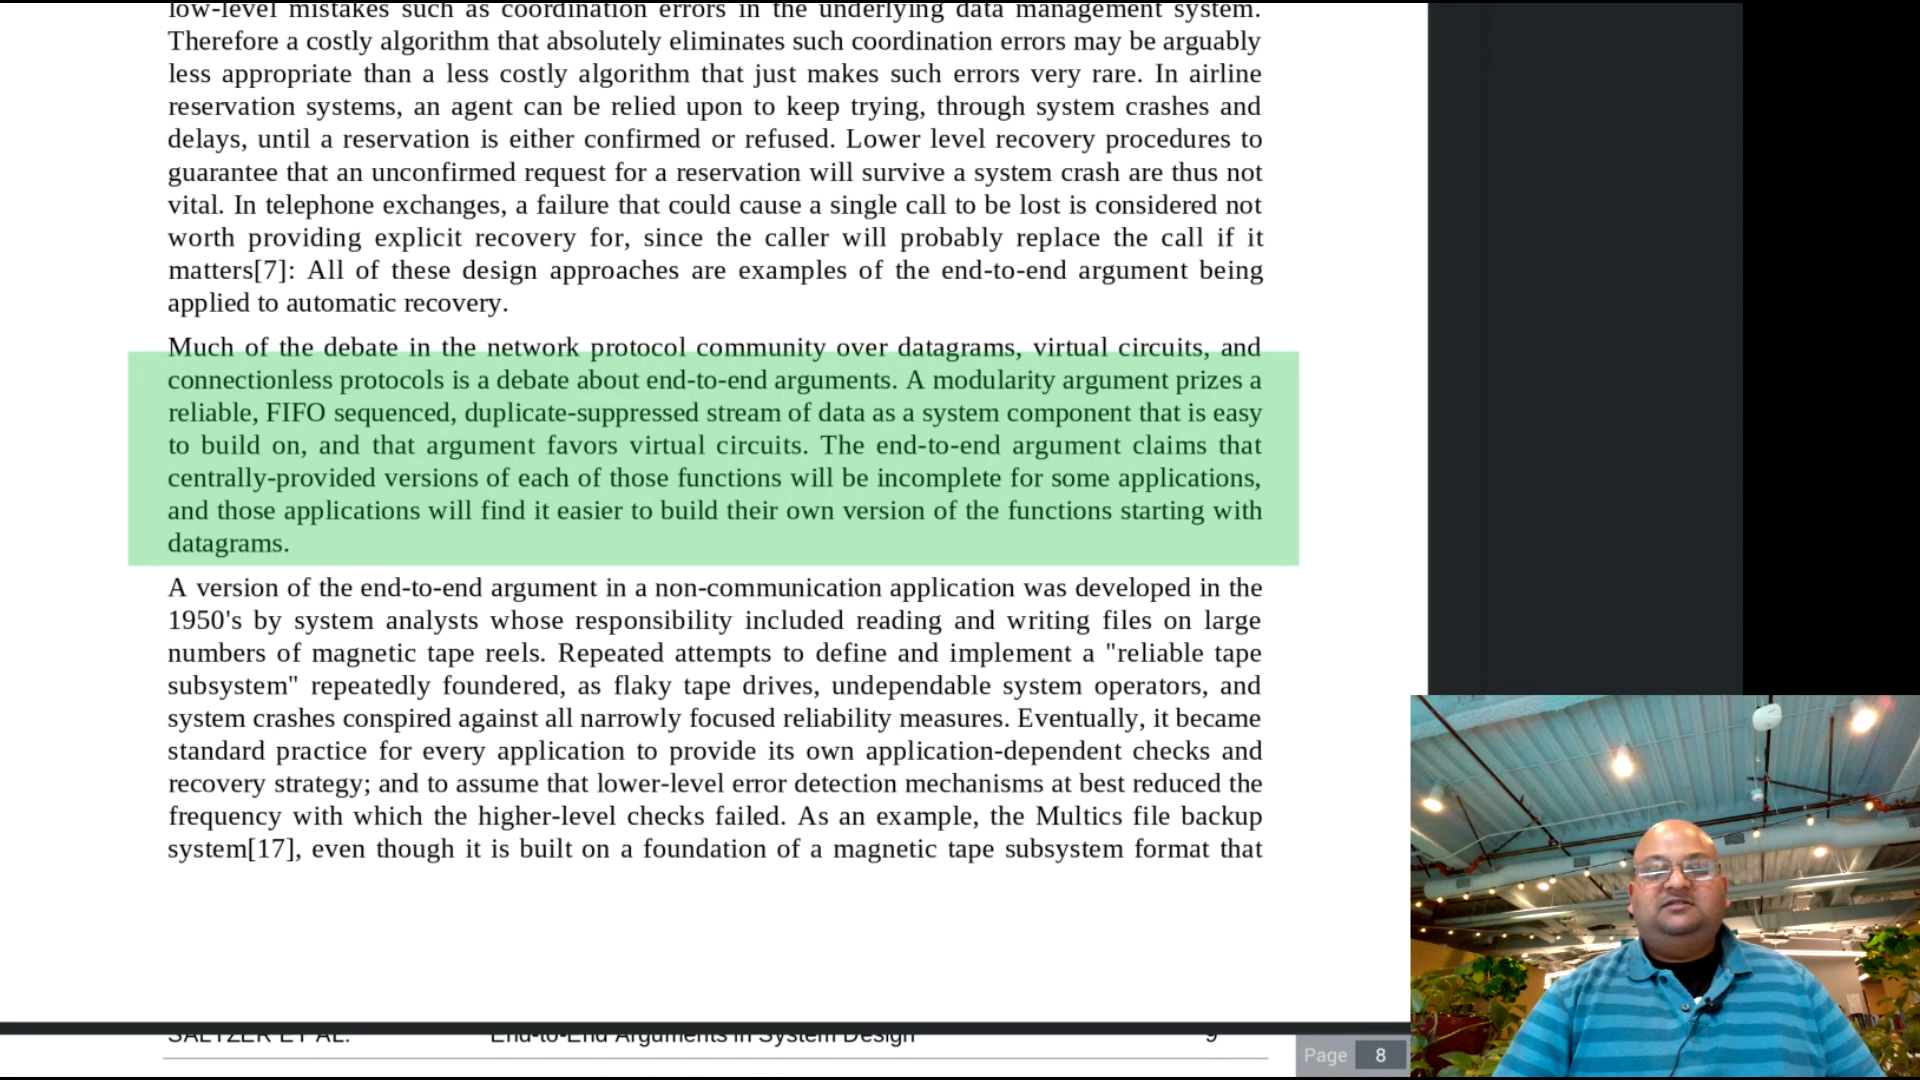 low-level mistakes such as coordination errors in the underlying data management system.
Therefore a costly algorithm that absolutely eliminates such coordination errors may be arguably
less appropriate than a less costly algorithm that just makes such errors very rare. In airline
reservation systems, an agent can be relied upon to keep trying, through system crashes and
delays, until a reservation is either confirmed or refused. Lower level recovery procedures to
guarantee that an unconfirmed request for a reservation will survive a system crash are thus not
vital. In telephone exchanges, a failure that could cause a single call to be lost is considered not
worth providing explicit recovery for, since the caller will probably replace the call if it
matters[7]: All of these design approaches are examples of the end-to-end argument being
applied to automatic recovery.
Much of the debate in the network protocol community over datagrams, virtual circuits, and
connectionless protocols is a debate about end-to-end arguments. A modularity argument prizes a
reliable, FIFO sequenced, duplicate-suppressed stream of data as a system component that is easy
to build on, and that argument favors virtual circuits. The end-to-end argument claims that
centrally-provided versions of each of those functions will be incomplete for some applications,
and those applications will find it easier to build their own version of the functions starting with
datagrams.
A version of the end-to-end argument in a non-communication application was developed in the
1950's by system analysts whose responsibility included reading and writing files on large
numbers of magnetic tape reels. Repeated attempts to define and implement a "reliable tape
subsystem" repeatedly foundered, as flaky tape drives, undependable system operators, and
system crashes conspired against all narrowly focused reliability measures. Eventually, it became
standard practice for every application to provide its own application-dependent checks and
recovery strategy; and to assume that lower-level error detection mechanisms at best reduced the
frequency with which the higher-level checks failed. As an example, the Multics file backup
system[17], even though it is built on a foundation of a magnetic tape subsystem format that
SALTZER ET AL. End-to-End Arguments in System Design 9
Page 8